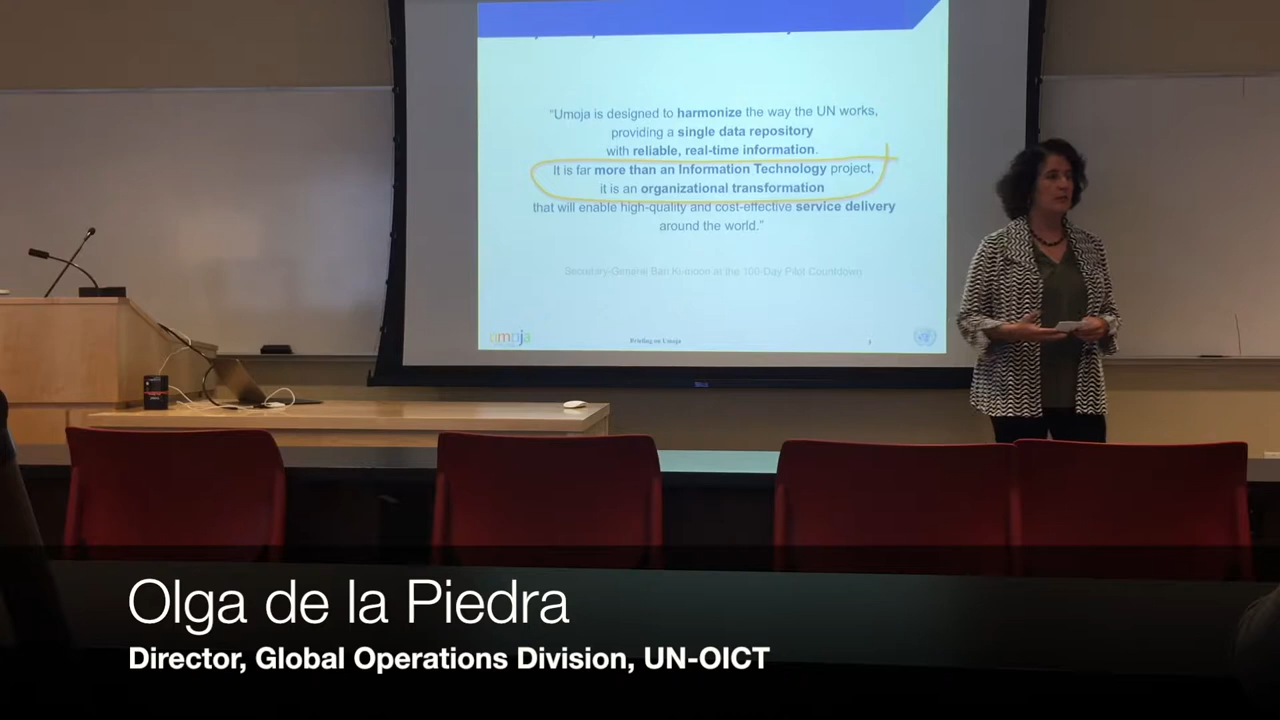 “Umoja is designed to harmonize the way the UN works,
providing a single data repository
with reliable, real-time information.
It is far more than an Information Technology project,
it is an organizational transformation
that will enable high-quality and cost-effective service delivery
around the world.”
Secretary-General Ban Ki-moon at the 100-Day Pilot Countdown
umoja
Briefing on Umoja
Olga de la Piedra
Director, Global Operations Division, UN-OICT